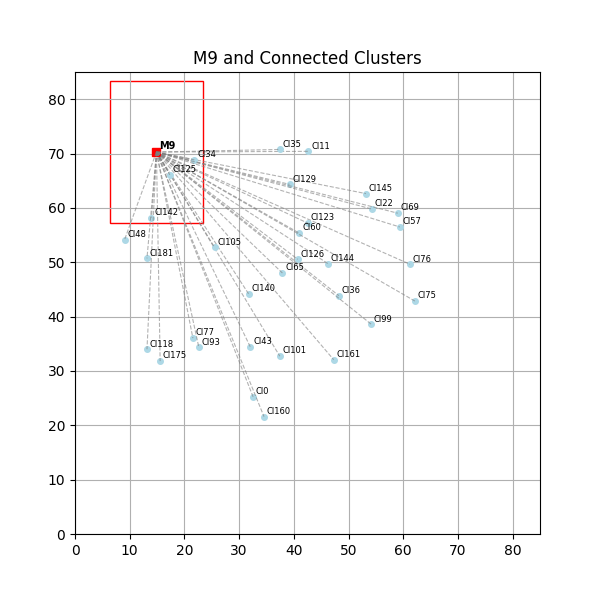 M9 and Connected Clusters
80
70
60
50
40
30
20
10
0
0 10 20 30 40 50 60 70 80
M9
Cl35
Cl11
Cl34
Cl125
Cl129
Cl145
Cl22
Cl69
Cl142
Cl123
Cl57
Cl60
Cl48
Cl105
Cl181
Cl126
Cl144
Cl76
Cl65
Cl140
Cl36
Cl75
Cl99
Cl77
Cl93
Cl43
Cl118
Cl175
Cl101
Cl161
Cl0
Cl160